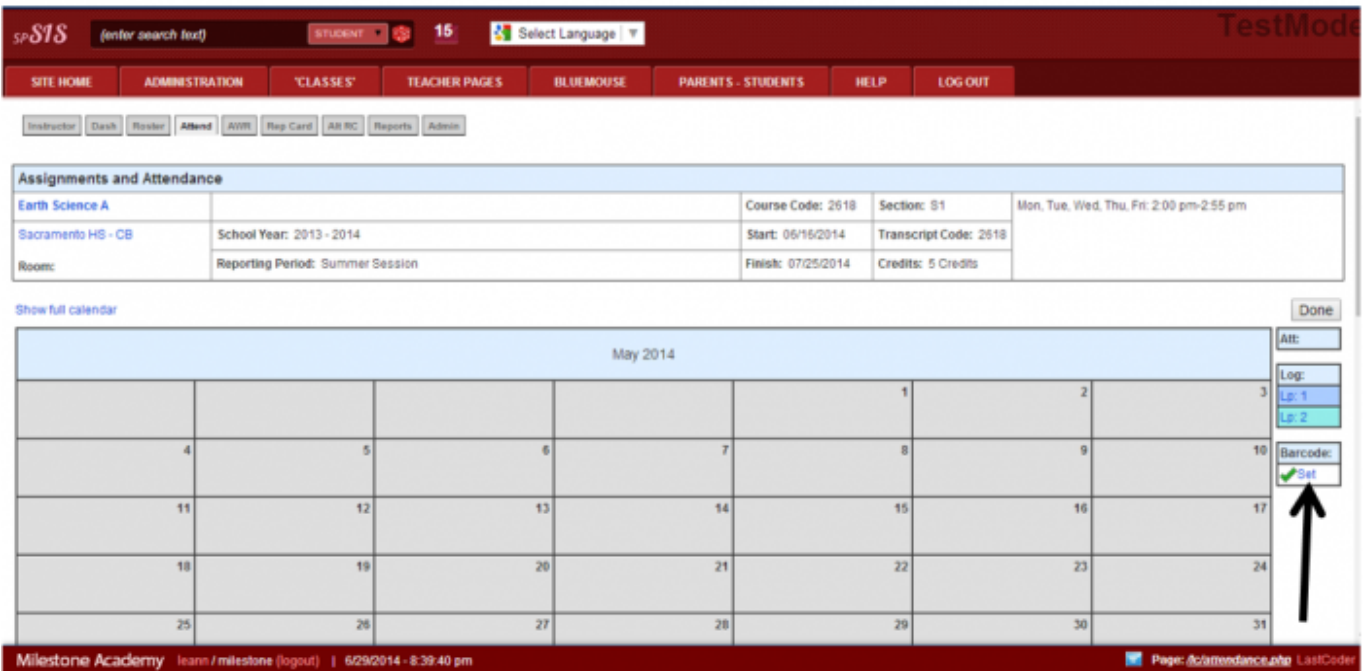 SPSIS (enter search text) STUDENT 15 Select Language TestMode
SITE HOME ADMINISTRATION 'CLASSES' TEACHER PAGES BLUEMOUSE PARENTS - STUDENTS HELP LOG OUT
Instructor Dash Roster Attend AWR Rep Card Alt RC Reports Admin
Assignments and Attendance
Earth Science A Course Code: 2618 Section: S1 Mon, Tue, Wed, Thu, Fri: 2:00 pm-2:55 pm
Sacramento HS - CB School Year: 2013 - 2014 Start: 06/16/2014 Transcript Code: 2618
Room: Reporting Period: Summer Session Finish: 07/25/2014 Credits: 5 Credits
Show full calendar Done
May 2014 Att:
Log:
1 2 3 Lp: 1
Lp: 2
4 5 6 7 8 9 10 Barcode:
Set
11 12 13 14 15 16 17
18 19 20 21 22 23 24
25 26 27 28 29 30 31
Milestone Academy leann / milestone (logout) | 6/29/2014 - 8:39:40 pm Page: /lc/attendance.php LastCoder: